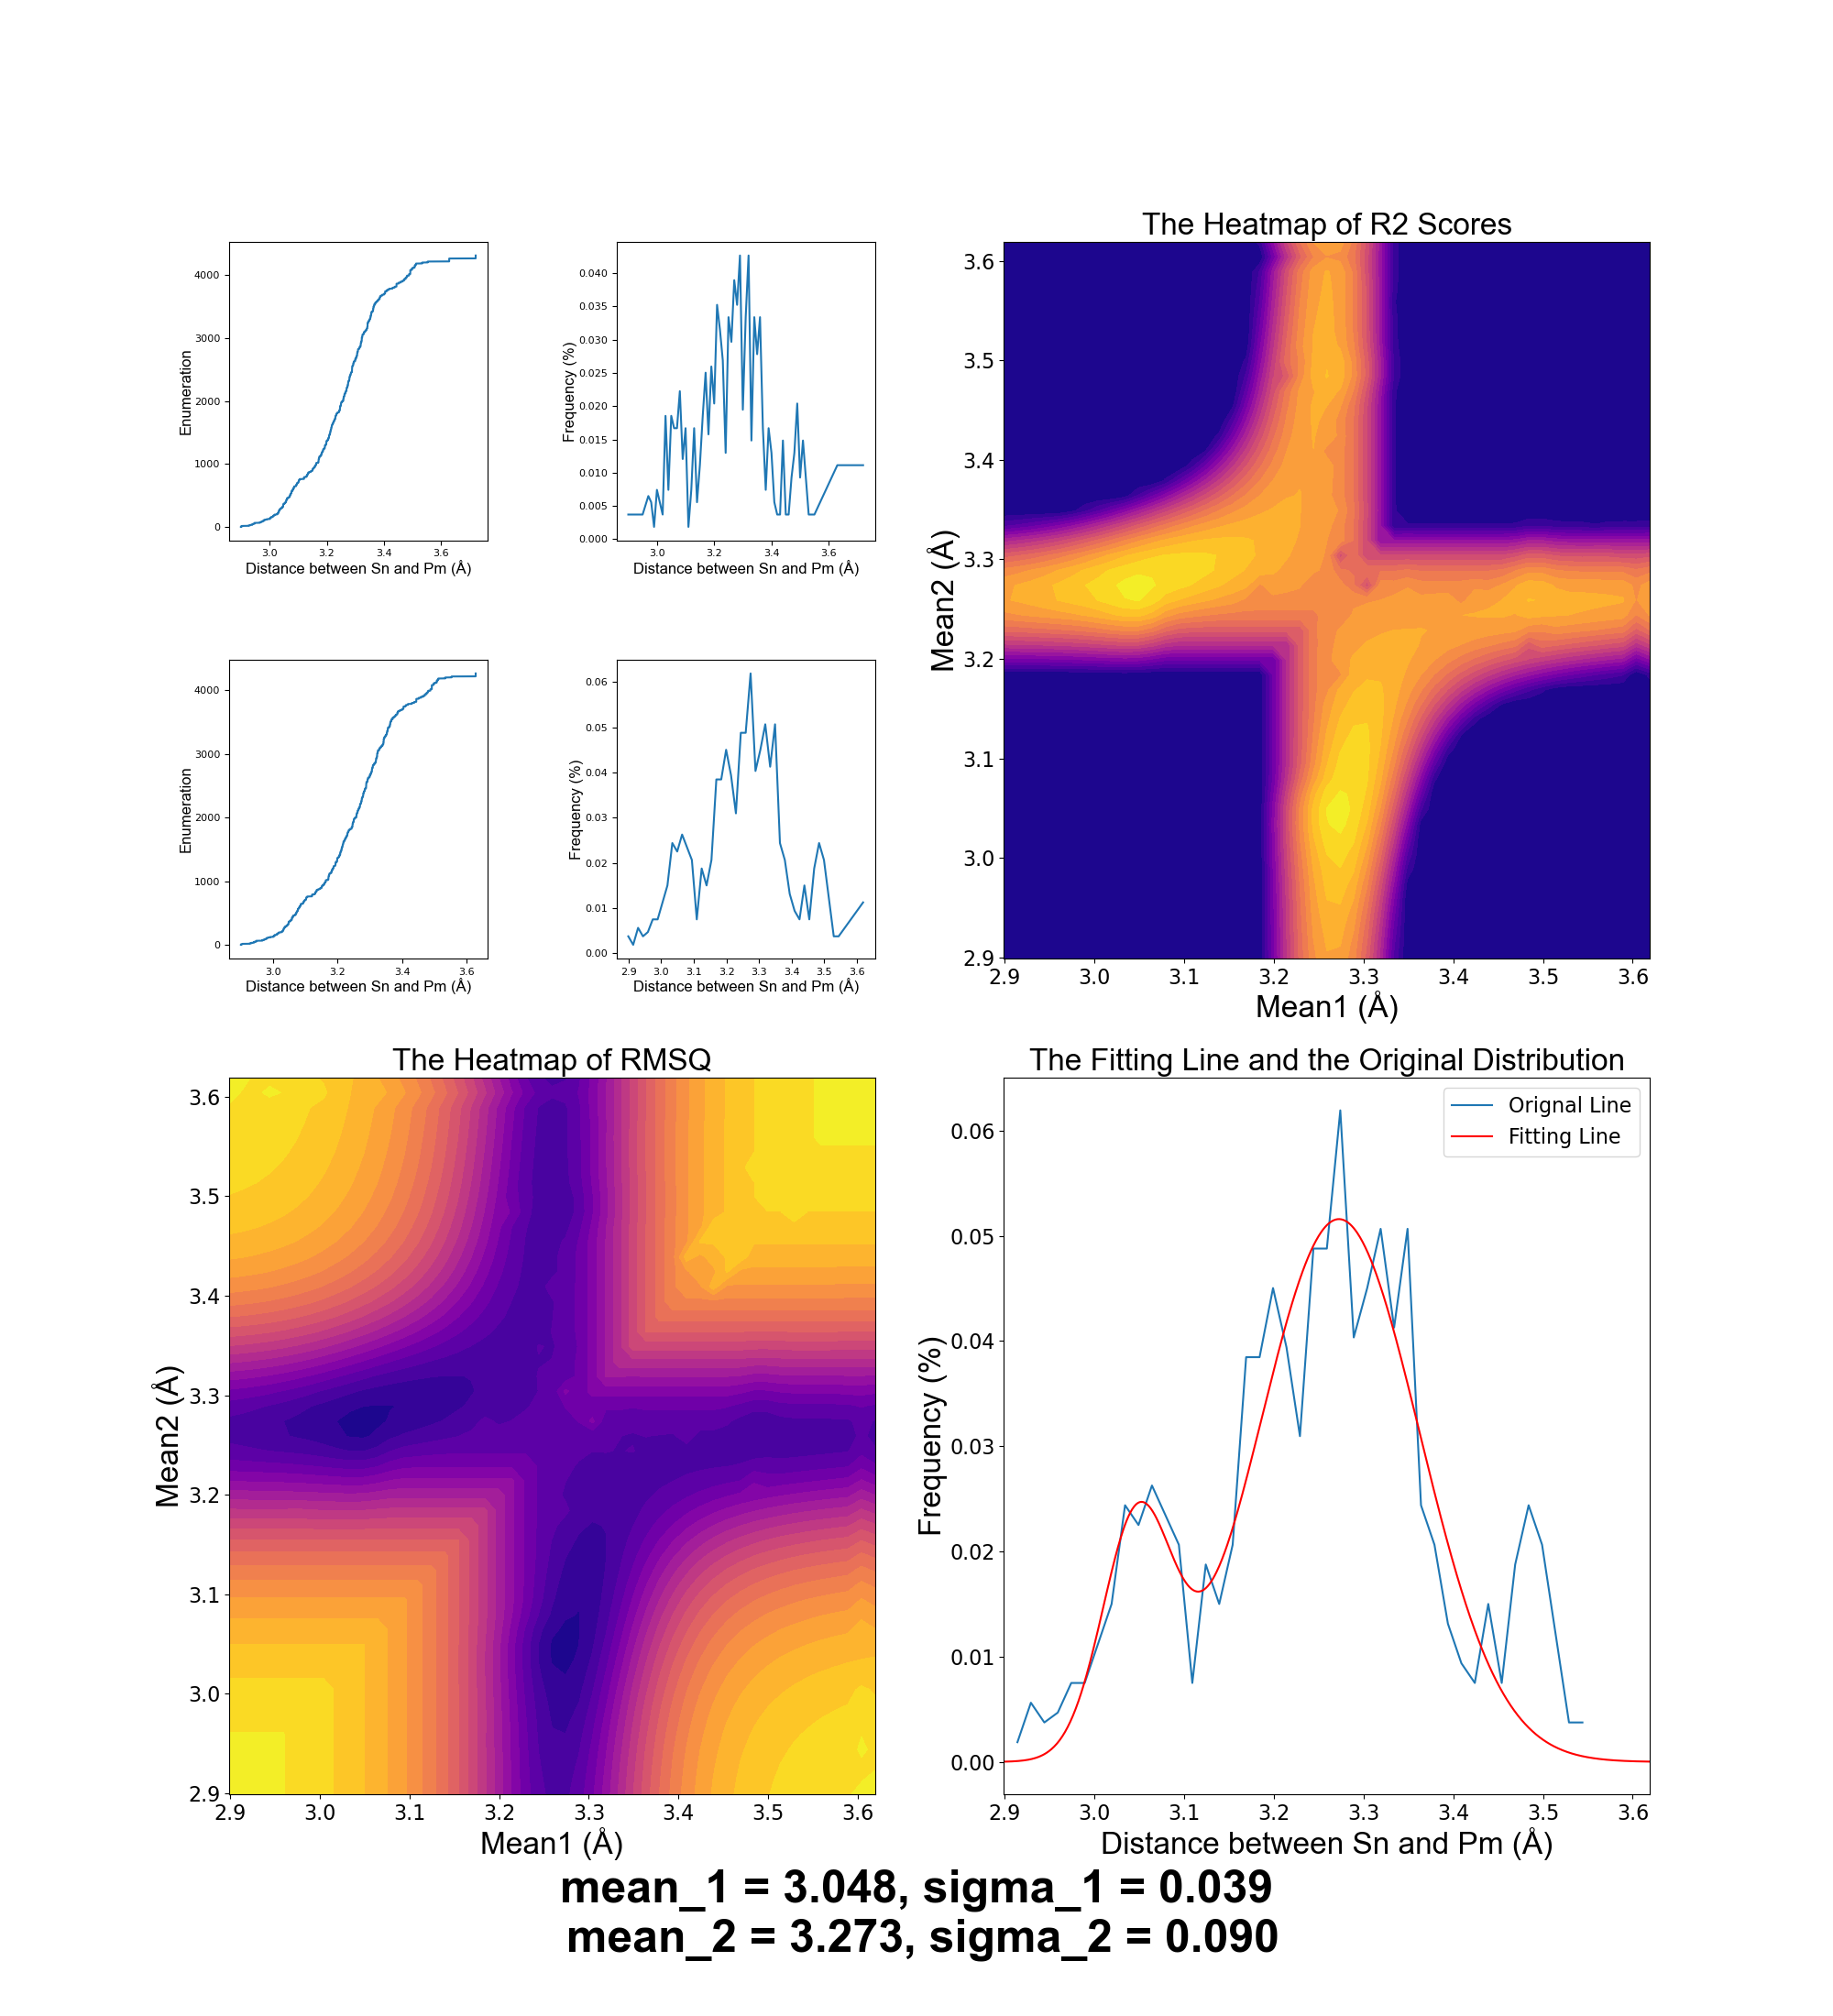 The Heatmap of R2 Scores
4000
3000
2000
1000
0
Enumeration
3.0 3.2 3.4 3.6
Distance between Sn and Pm (Å)
0.040
0.035
0.030
0.025
0.020
0.015
0.010
0.005
0.000
Frequency (%)
3.0 3.2 3.4 3.6
Distance between Sn and Pm (Å)
4000
3000
2000
1000
0
Enumeration
3.0 3.2 3.4 3.6
Distance between Sn and Pm (Å)
0.06
0.05
0.04
0.03
0.02
0.01
0.00
Frequency (%)
2.9 3.0 3.1 3.2 3.3 3.4 3.5 3.6
Distance between Sn and Pm (Å)
3.6
3.5
3.4
3.3
3.2
3.1
3.0
2.9
Mean2 (Å)
2.9 3.0 3.1 3.2 3.3 3.4 3.5 3.6
Mean1 (Å)
The Heatmap of RMSQ
3.6
3.5
3.4
3.3
3.2
3.1
3.0
2.9
Mean2 (Å)
2.9 3.0 3.1 3.2 3.3 3.4 3.5 3.6
Mean1 (Å)
The Fitting Line and the Original Distribution
Orignal Line
Fitting Line
0.06
0.05
0.04
0.03
0.02
0.01
0.00
Frequency (%)
2.9 3.0 3.1 3.2 3.3 3.4 3.5 3.6
Distance between Sn and Pm (Å)
mean_1 = 3.048, sigma_1 = 0.039
mean_2 = 3.273, sigma_2 = 0.090